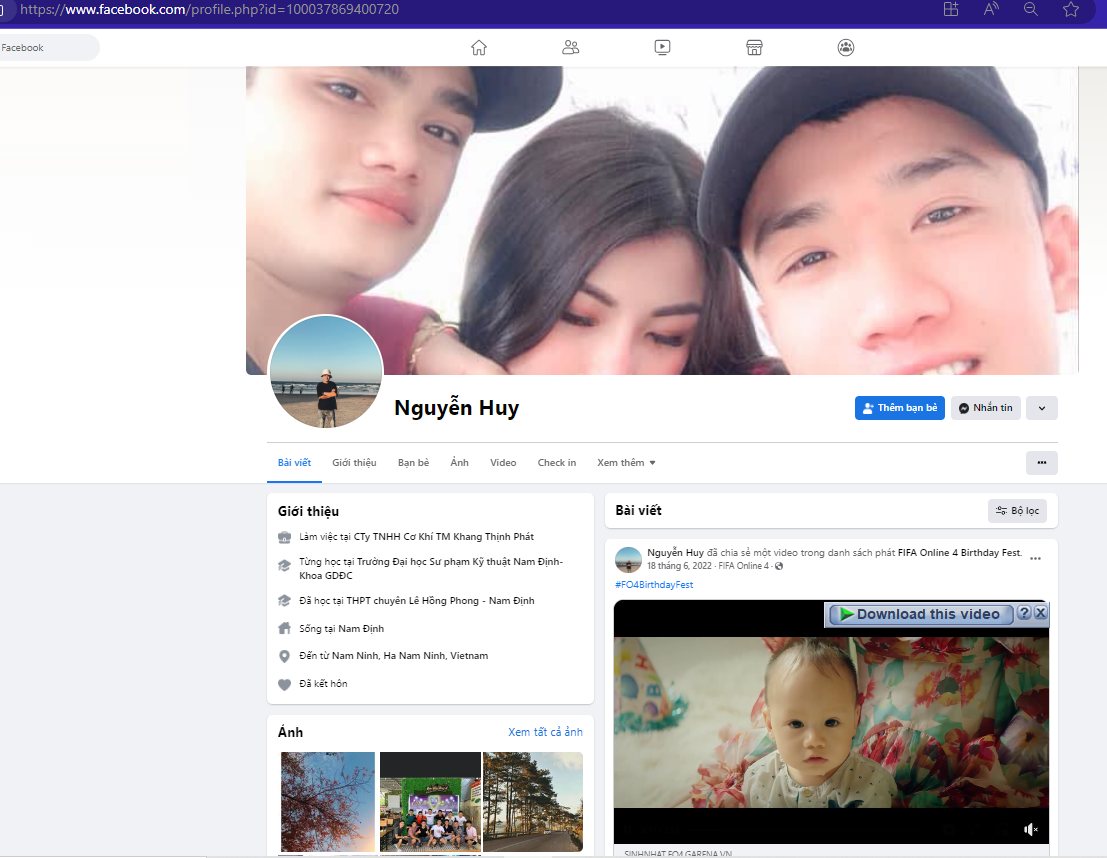 https://www.facebook.com/profile.php?id=100037869400720
Facebook
Nguyễn Huy
Thêm bạn bè
Nhắn tin
Bài viết
Giới thiệu
Bạn bè
Ảnh
Video
Check in
Xem thêm
Giới thiệu
Làm việc tại CTy TNHH Cơ Khí TM Khang Thịnh Phát
Từng học tại Trường Đại học Sư phạm Kỹ thuật Nam Định-
Khoa GDĐC
Đã học tại THPT chuyên Lê Hồng Phong - Nam Định
Sống tại Nam Định
Đến từ Nam Ninh, Ha Nam Ninh, Vietnam
Đã kết hôn
Ảnh
Xem tất cả ảnh
Bài viết
Bộ lọc
Nguyễn Huy đã chia sẻ một video trong danh sách phát FIFA Online 4 Birthday Fest.
18 tháng 6, 2022 · FIFA Online 4 ·
#FO4BirthdayFest
Download this video ? X
SINHNHAT.FO4.GARENA.VN